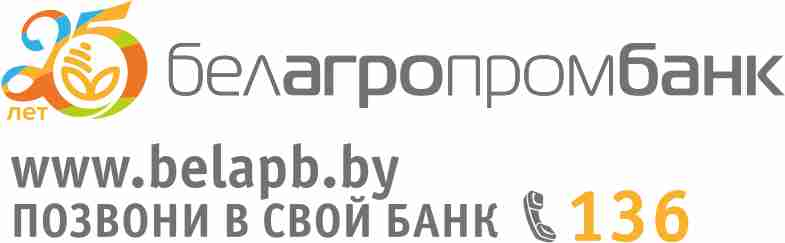 25 белагропромбанк
лет
www.belapb.by
ПОЗВОНИ В СВОЙ БАНК 136